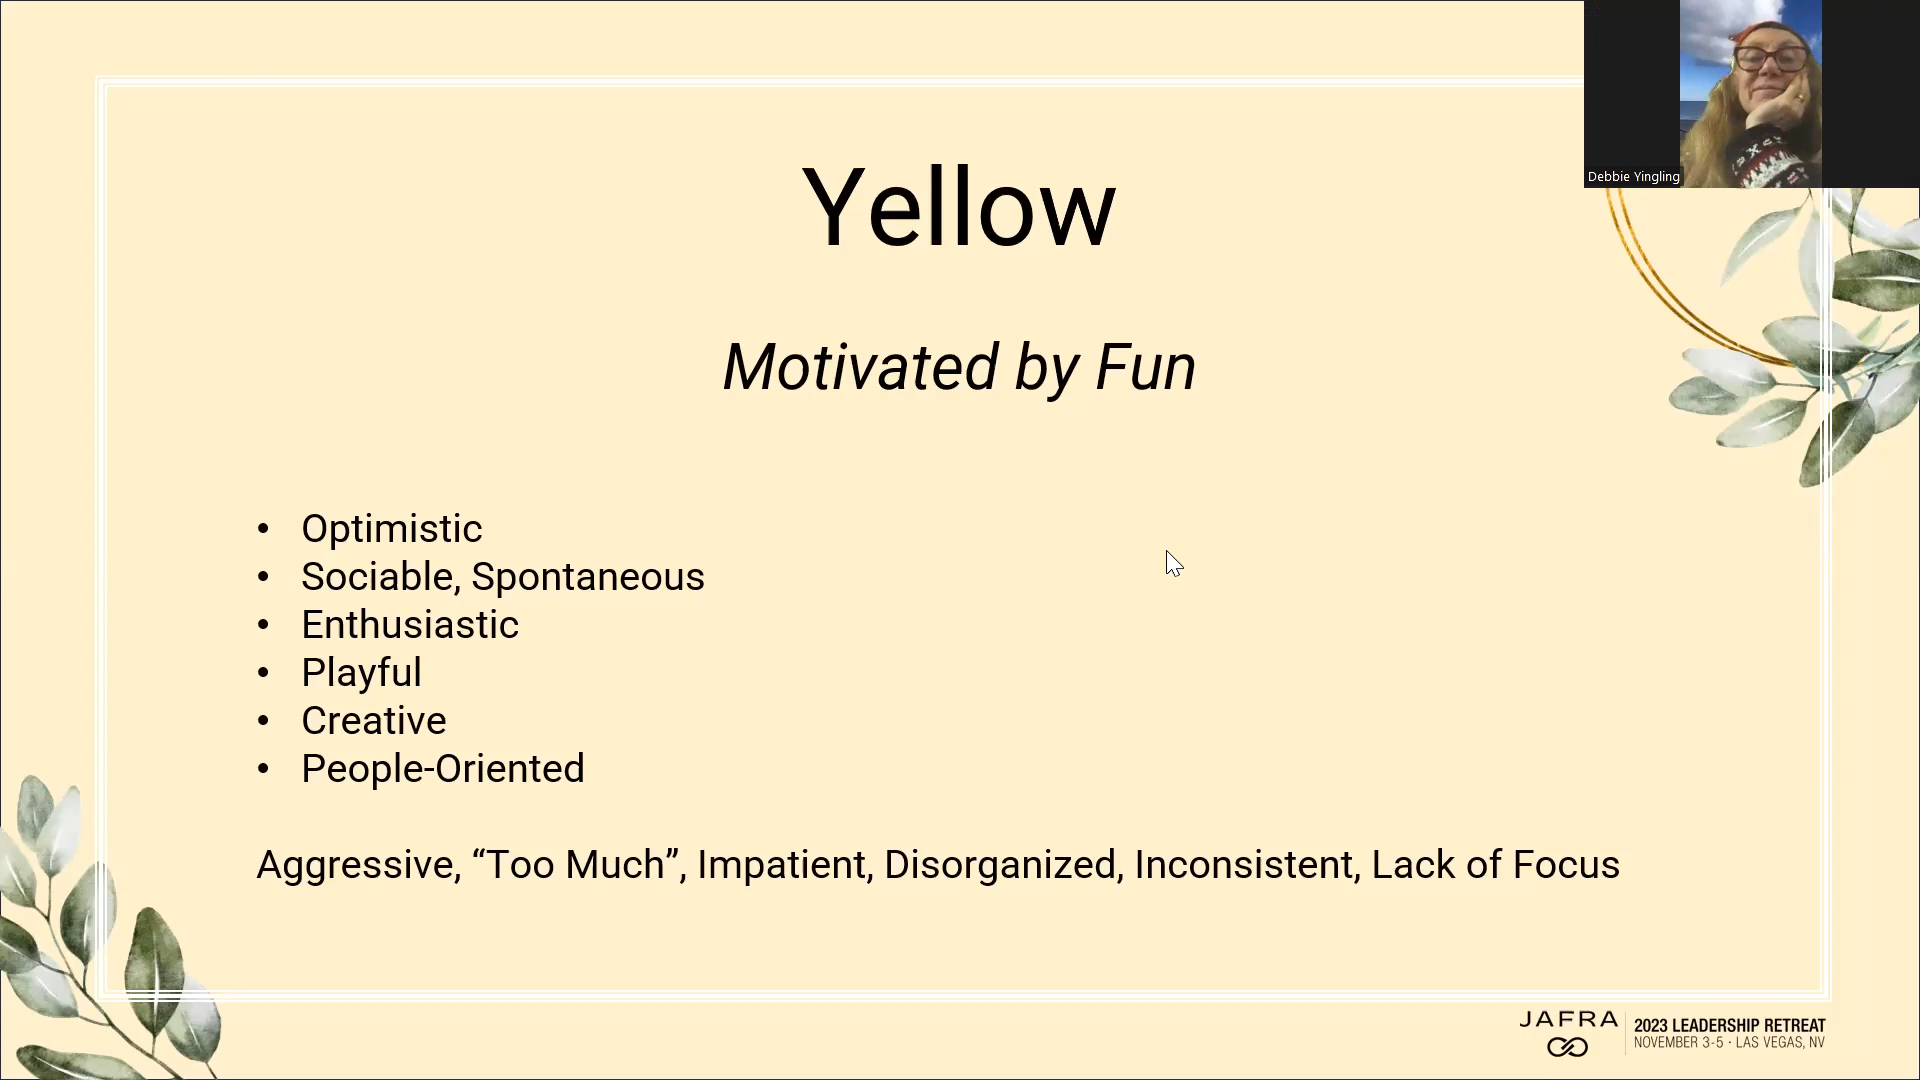 Debbie Yingling
Yellow
Motivated by Fun
• Optimistic
• Sociable, Spontaneous
• Enthusiastic
• Playful
• Creative
• People-Oriented
Aggressive, “Too Much”, Impatient, Disorganized, Inconsistent, Lack of Focus
JAFRA
2023 LEADERSHIP RETREAT
NOVEMBER 3-5 · LAS VEGAS, NV